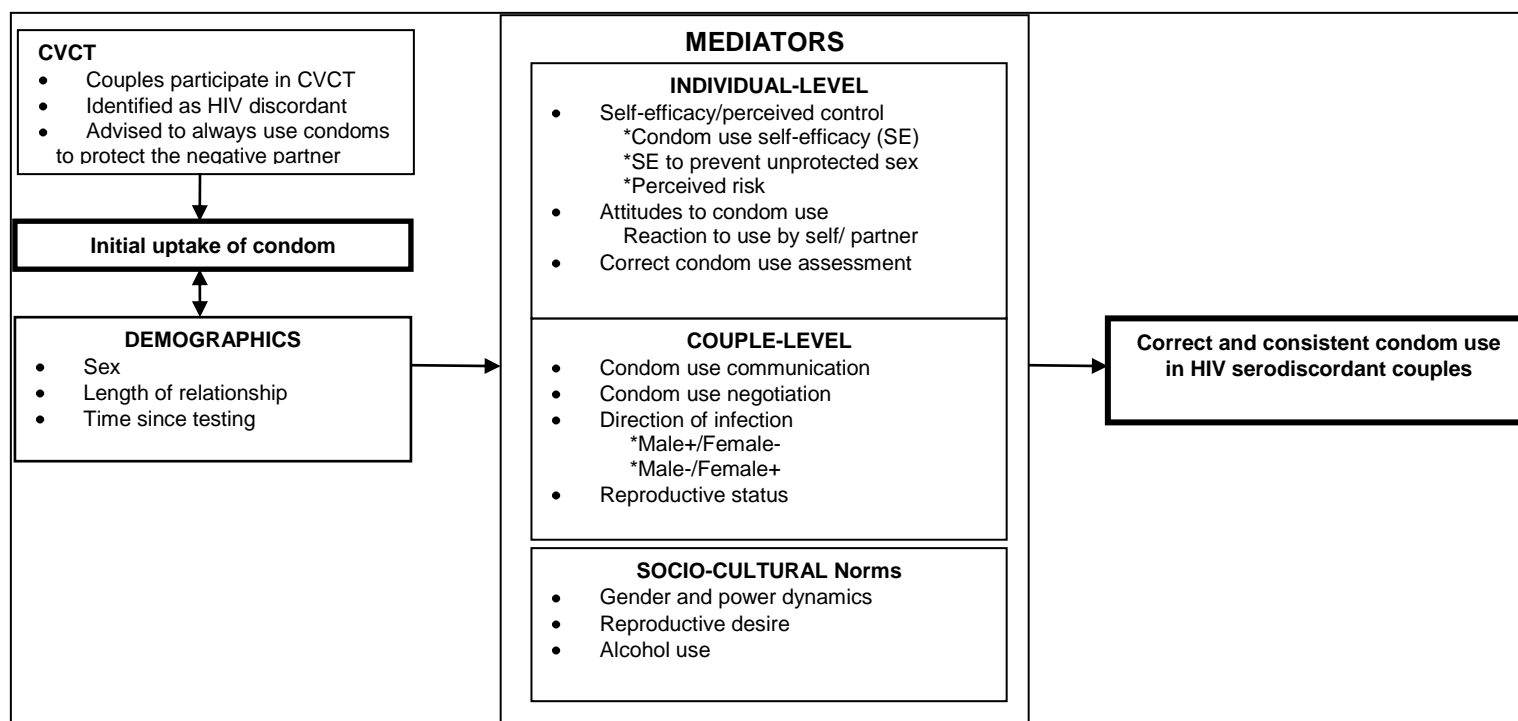 CVCT
• Couples participate in CVCT
• Identified as HIV discordant
• Advised to always use condoms
to protect the negative partner
Initial uptake of condom
DEMOGRAPHICS
• Sex
• Length of relationship
• Time since testing
MEDIATORS
INDIVIDUAL-LEVEL
• Self-efficacy/perceived control
*Condom use self-efficacy (SE)
*SE to prevent unprotected sex
*Perceived risk
• Attitudes to condom use
Reaction to use by self/ partner
• Correct condom use assessment
COUPLE-LEVEL
• Condom use communication
• Condom use negotiation
• Direction of infection
*Male+/Female-
*Male-/Female+
• Reproductive status
SOCIO-CULTURAL Norms
• Gender and power dynamics
• Reproductive desire
• Alcohol use
Correct and consistent condom use
in HIV serodiscordant couples